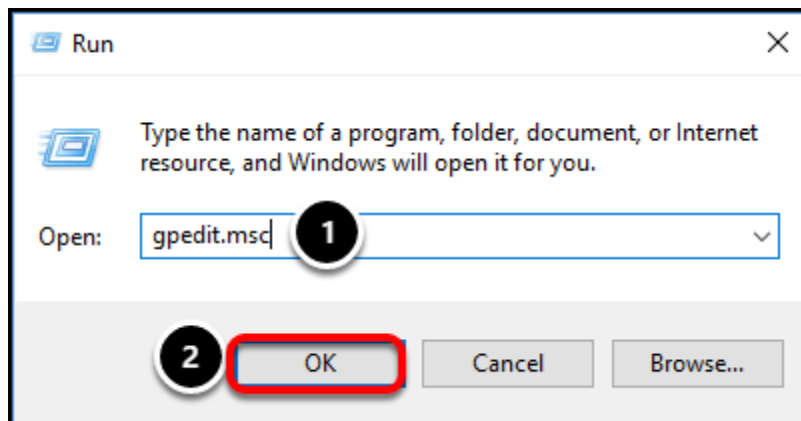 Run
Type the name of a program, folder, document, or Internet
resource, and Windows will open it for you.
Open: gpedit.msc 1
2 OK Cancel Browse...